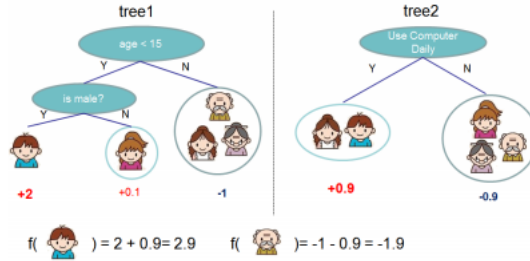 tree1
tree2
age < 15
Use Computer
Daily
Y
N
Y
N
is male?
Y
N
+2
+0.1
-1
+0.9
-0.9
f( ) = 2 + 0.9= 2.9
f( )= -1 - 0.9 = -1.9